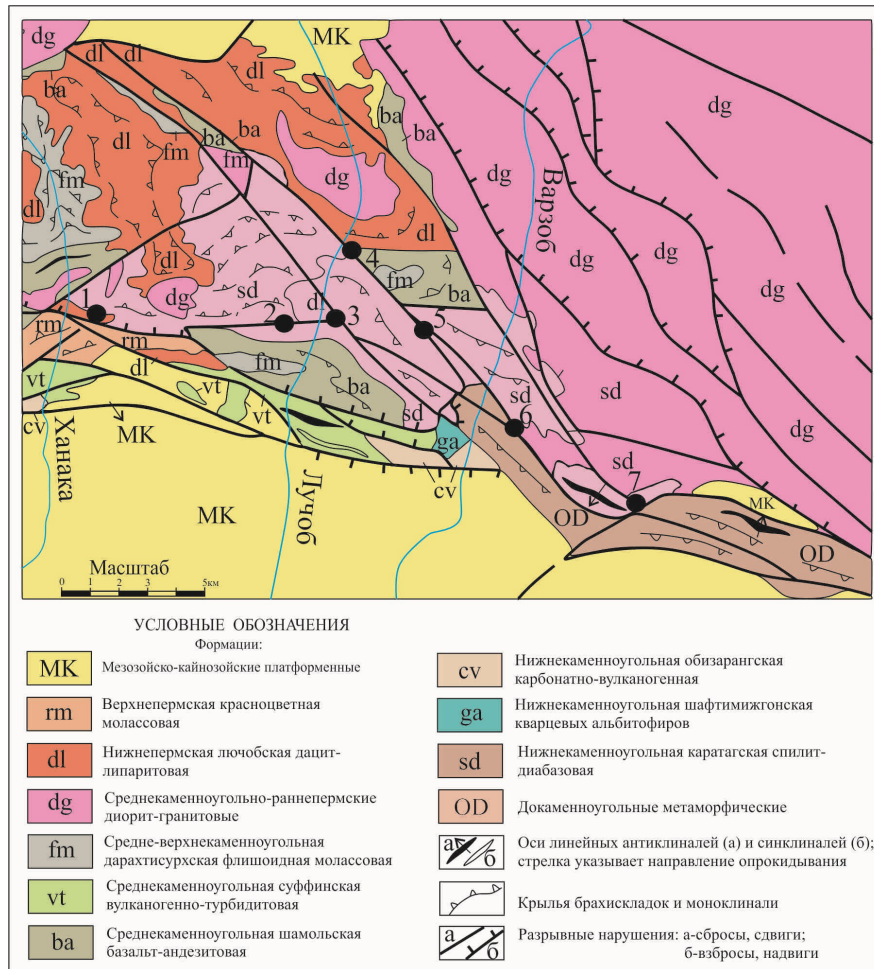 dg
MK
dl
dl
dl
ba
ba
ba
ba
ba
dg
dl
fm
fm
fm
dg
dg
Варзоб
dg
dl
dl
4
dg
dg
dl
fm
sd
dl
ba
1
dg
2
3
5
rm
rm
sd
vt
dl
fm
ba
sd
vt
vt
sd
6
dg
cv
MK
ga
sd
7
Ханака
Лучоб
cv
MK
MK
OD
OD
Масштаб
0 1 3 5км
УСЛОВНЫЕ ОБОЗНАЧЕНИЯ
Формации:
MK Мезозойско-кайнозойские платформенные
rm Верхнепермская красноцветная
молассовая
dl Нижнепермская лючобская дацит-
липаритовая
dg Среднекаменноугольно-раннепермские
диорит-гранитовые
fm Средне-верхнекаменноугольная
дарахтисурхская флишоидная молассовая
vt Среднекаменноугольная суффинская
вулканогенно-турбидитовая
ba Среднекаменноугольная шамольская
базальт-андезитовая
cv Нижнекаменноугольная обизарангская
карбонатно-вулканогенная
ga Нижнекаменноугольная шафтимижгонская
кварцевых альбитофиров
sd Нижнекаменноугольная каратагская спилит-
диабазовая
OD Докаменноугольные метаморфические
а б Оси линейных антиклиналей (а) и синклиналей (б);
стрелка указывает направление опрокидывания
Крылья брахискладок и моноклинали
а б Разрывные нарушения: а-сбросы, сдвиги;
б-взбросы, надвиги